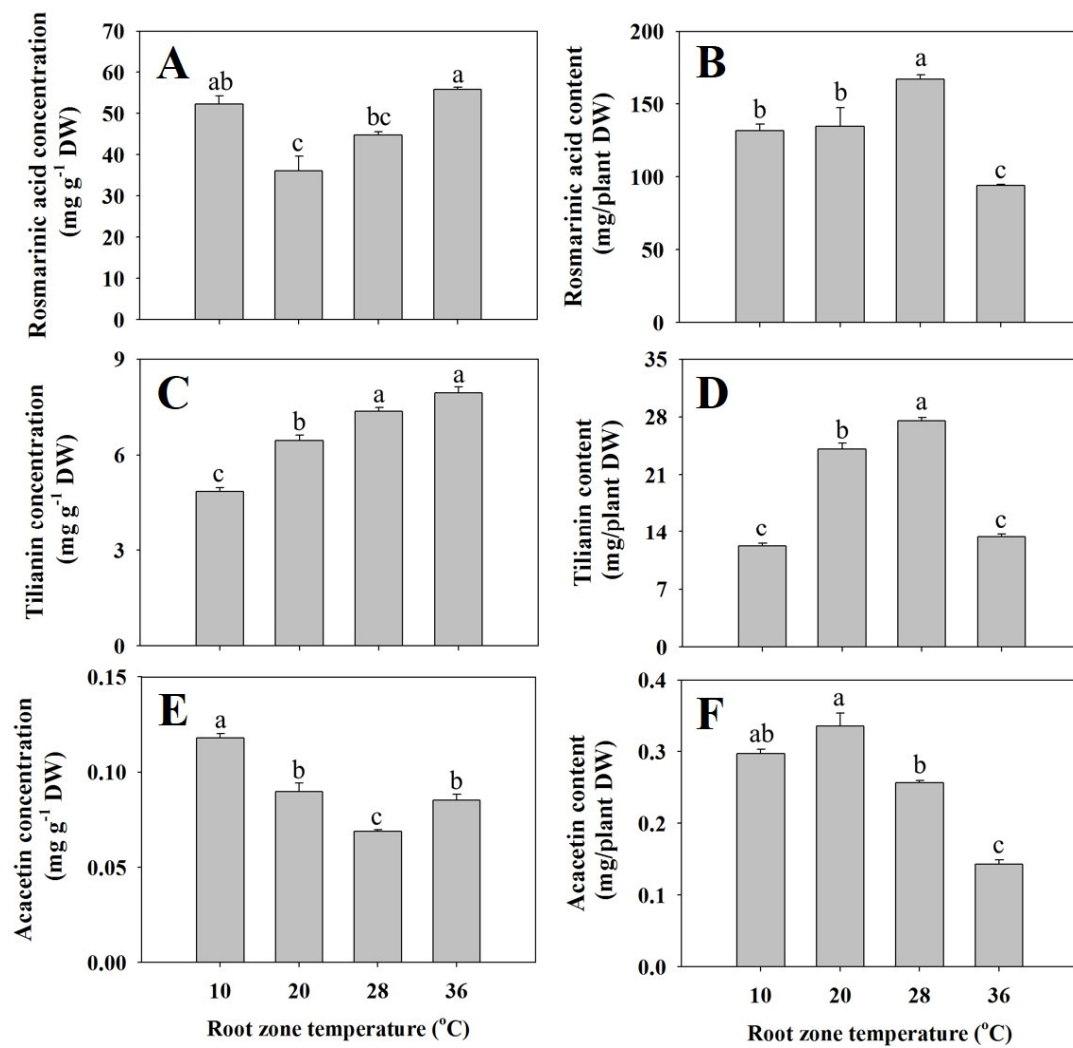 A
Rosmarinic acid concentration
(mg g-1 DW)
70
60
50
40
30
20
10
0
ab
c
bc
a
B
Rosmarinic acid content
(mg/plant DW)
200
150
100
50
0
b
b
a
c
C
Tilianin concentration
(mg g-1 DW)
9
6
3
0
c
b
a
a
D
Tilianin content
(mg/plant DW)
35
28
21
14
7
0
c
b
a
c
E
Acacetin concentration
(mg g-1 DW)
0.15
0.10
0.05
0.00
a
b
c
b
10 20 28 36
Root zone temperature (oC)
F
Acacetin content
(mg/plant DW)
0.4
0.3
0.2
0.1
0.0
ab
a
b
c
10 20 28 36
Root zone temperature (oC)